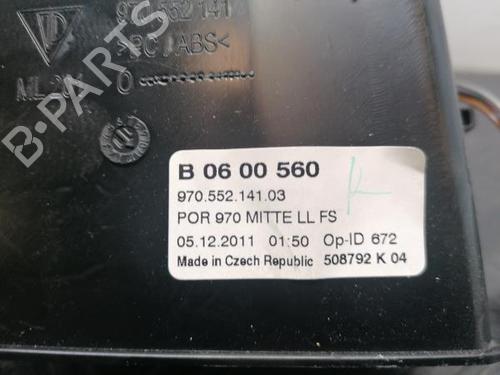 970.552 141
>PC / ABS<
B 06 00 560
970.552.141.03
POR 970 MITTE LL FS
05.12.2011 01:50 Op-ID 672
Made in Czech Republic 508792 K 04
B-PARTS